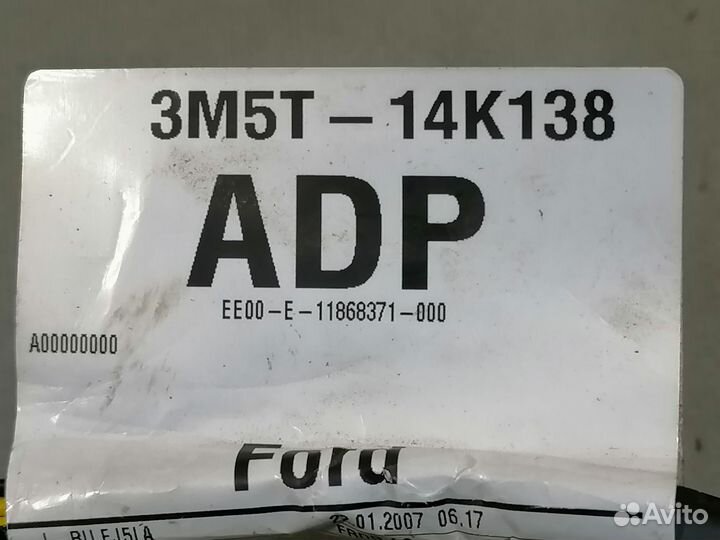 3M5T-14K138
ADP
EE00-E-11868371-000
A00000000
Ford
01.2007 06.17
Avito